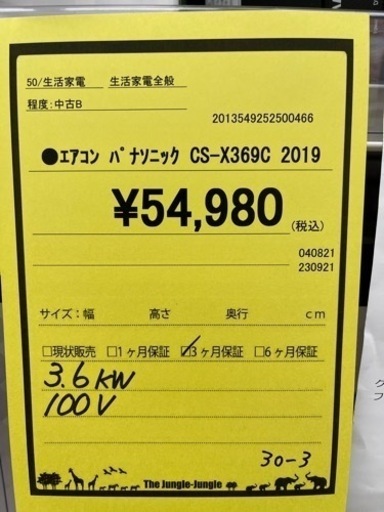 50/生活家電 生活家電全般
程度:中古B
2013549252500466
●エアコン パナソニック CS-X369C 2019
¥54,980(税込)
040821
230921
サイズ:幅 高さ 奥行 cm
□現状販売 □1ヶ月保証 ☑3ヶ月保証 □6ヶ月保証
3.6KW
100V
30-3
The Jungle-Jungle